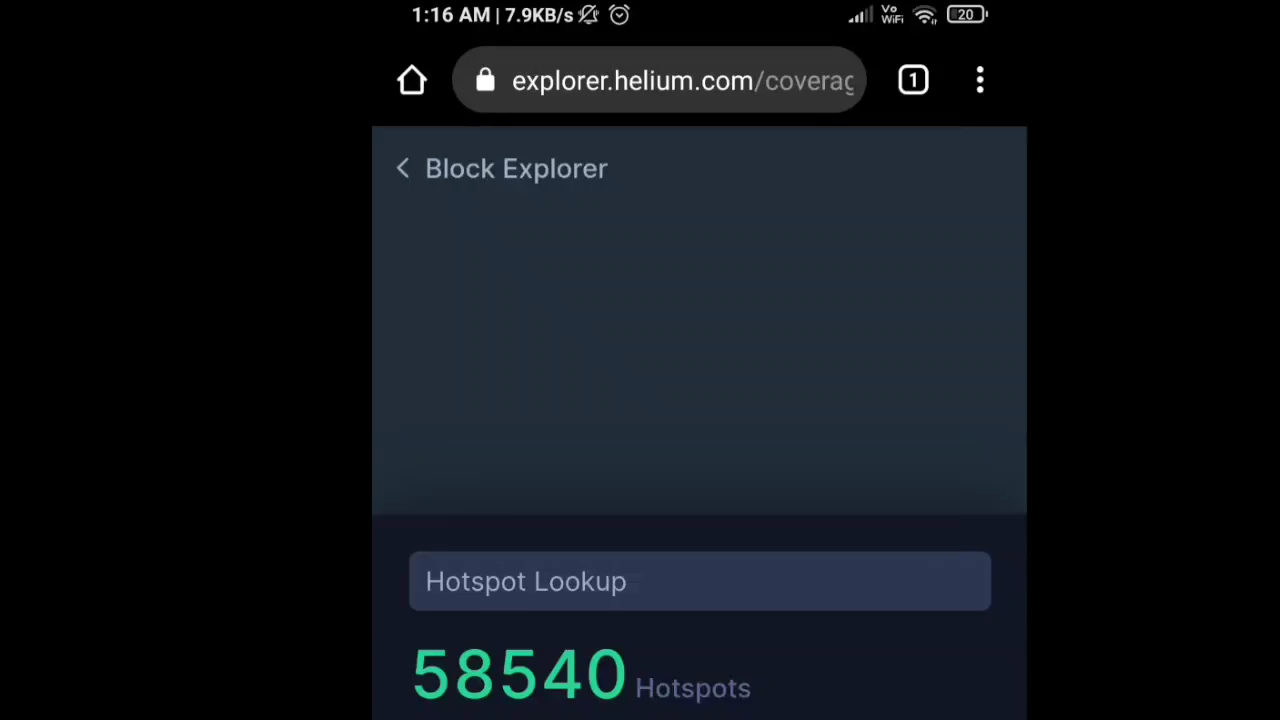 1:16 AM | 7.9KB/s Vo WiFi 20
explorer.helium.com/coverag 1
Block Explorer
Hotspot Lookup
58540 Hotspots